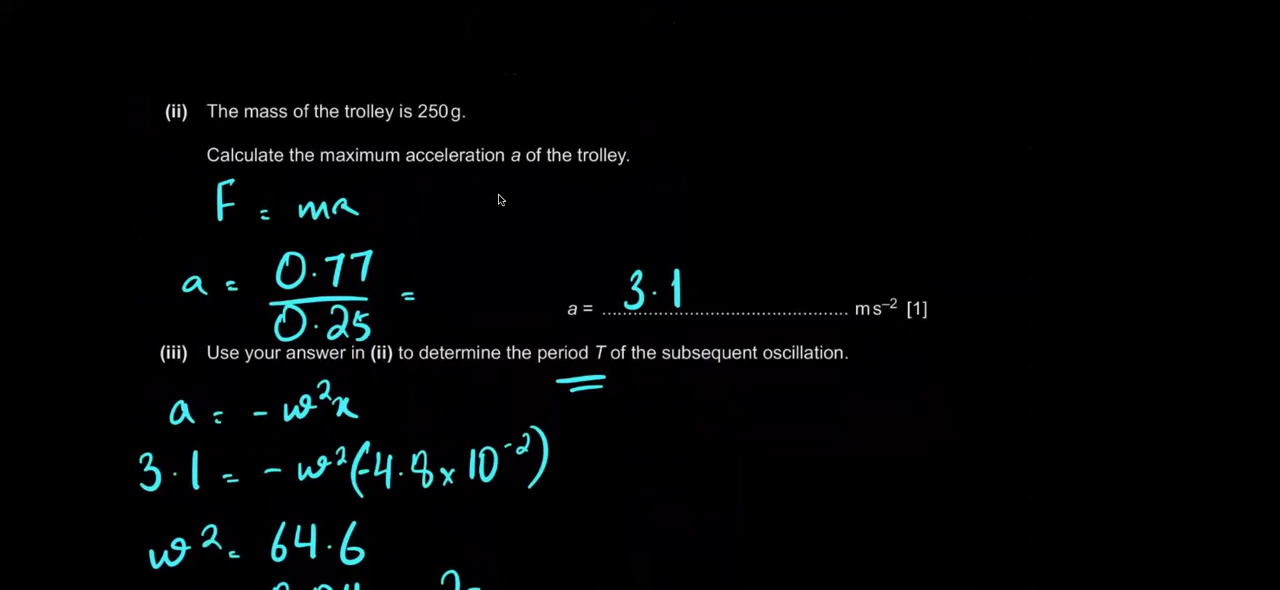 (ii) The mass of the trolley is 250 g.
Calculate the maximum acceleration a of the trolley.
F = ma
a = 0.77 / 0.25 =
a = 3.1 m s⁻² [1]
(iii) Use your answer in (ii) to determine the period T of the subsequent oscillation.
a = - ω²x
3.1 = - ω²(-4.8 x 10⁻²)
ω² = 64.6